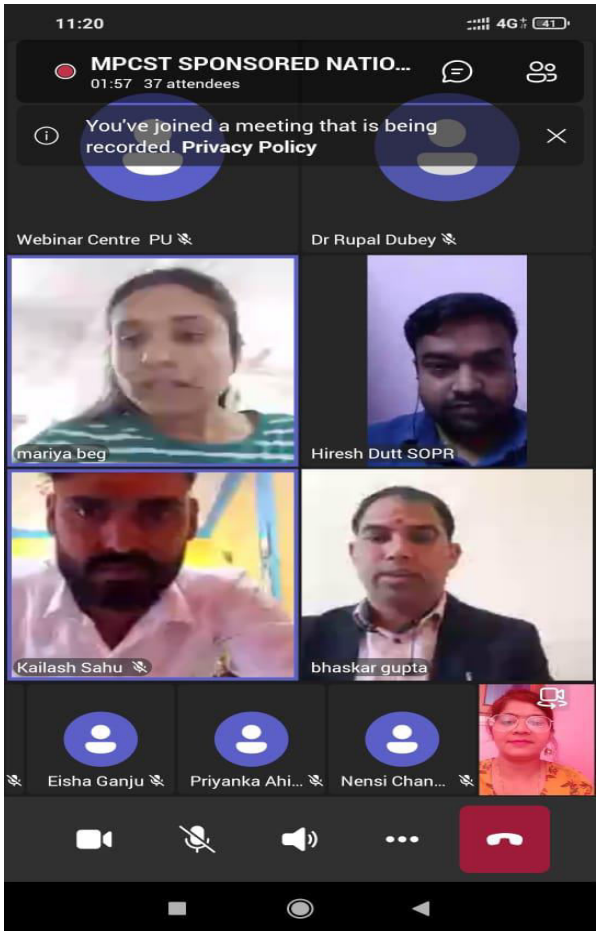 11:20
4G+ 41
MPCST SPONSORED NATIO...
01:57 37 attendees
You've joined a meeting that is being
recorded. Privacy Policy
Webinar Centre PU
Dr Rupal Dubey
mariya beg
Hiresh Dutt SOPR
Kailash Sahu
bhaskar gupta
Eisha Ganju
Priyanka Ahi...
Nensi Chan...